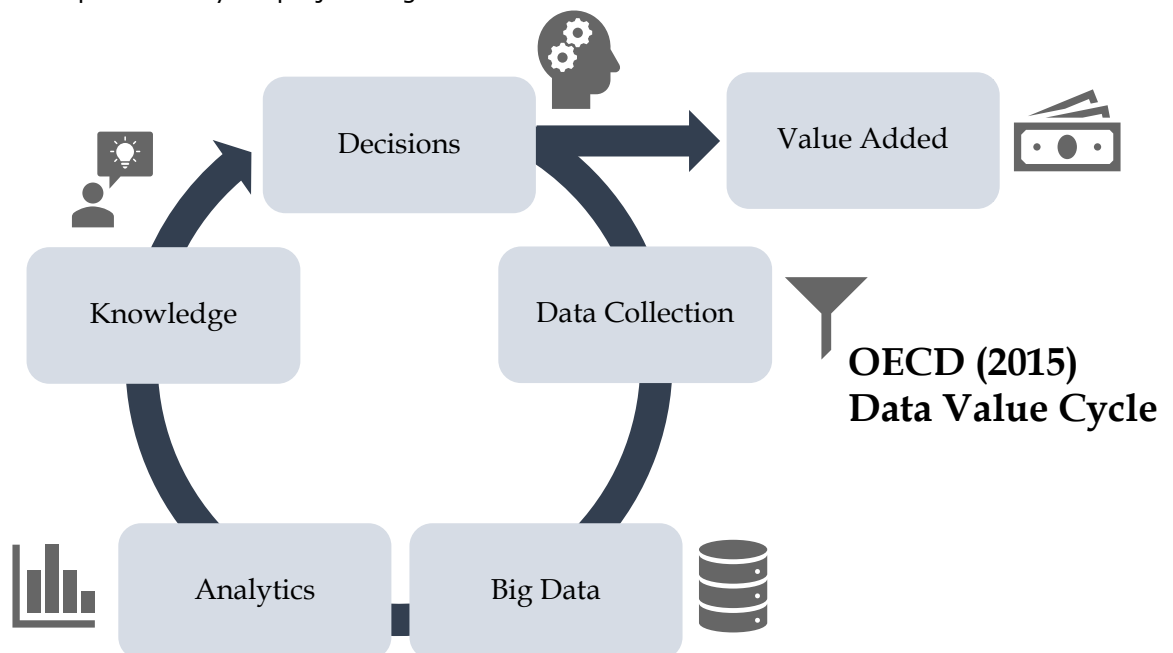 Decisions
Value Added
Knowledge
Data Collection
OECD (2015)
Data Value Cycle
Analytics
Big Data